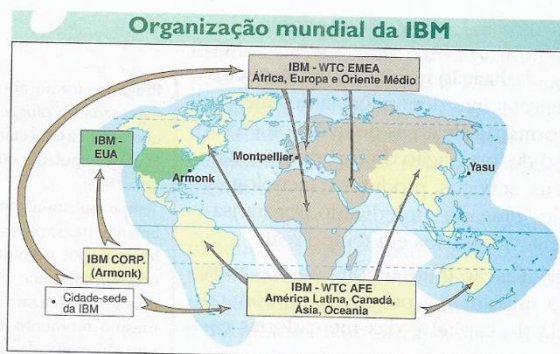 Organização mundial da IBM
IBM - WTC EMEA
África, Europa e Oriente Médio
IBM -
EUA
Montpellier
Yasu
Armonk
IBM CORP.
(Armonk)
IBM - WTC AFE
América Latina, Canadá,
Ásia, Oceania
• Cidade-sede
da IBM